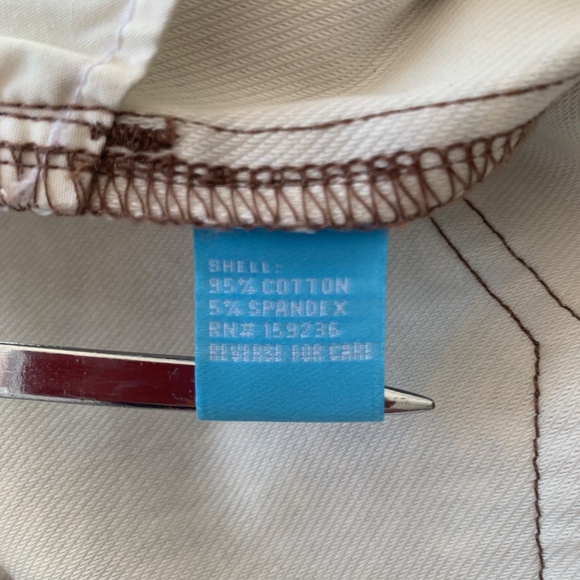 SHELL:
95% COTTON
5% SPANDEX
RN# 159236
REVERSE FOR CARE